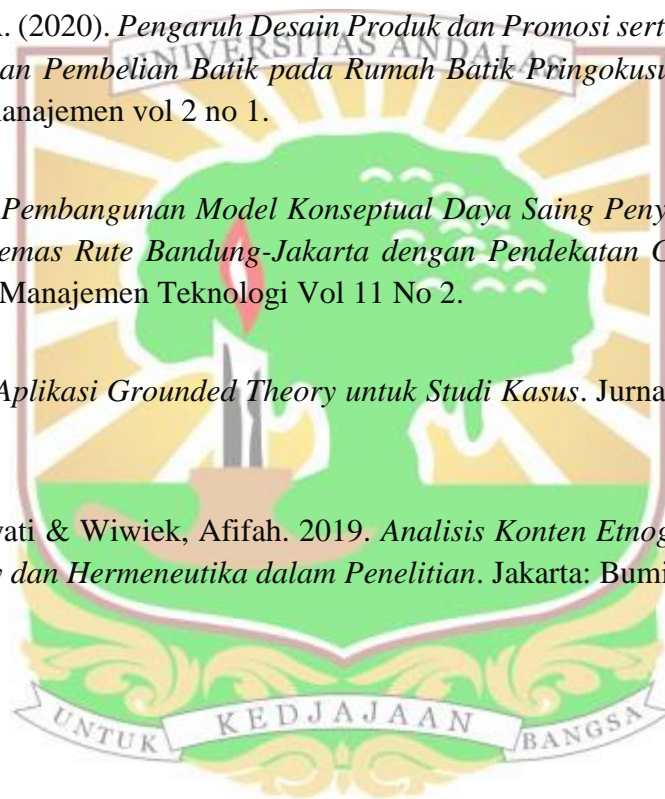 A. (2020). Pengaruh Desain Produk dan Promosi sert
UNIVERSITAS ANDALAS
an Pembelian Batik pada Rumah Batik Pringokusu
manajemen vol 2 no 1.
Pembangunan Model Konseptual Daya Saing Peny
emas Rute Bandung-Jakarta dengan Pendekatan G
Manajemen Teknologi Vol 11 No 2.
Aplikasi Grounded Theory untuk Studi Kasus. Jurna
vati & Wiwiek, Afifah. 2019. Analisis Konten Etnog
dan Hermeneutika dalam Penelitian. Jakarta: Bumi
UNTUK KEDJAJAAN BANGSA